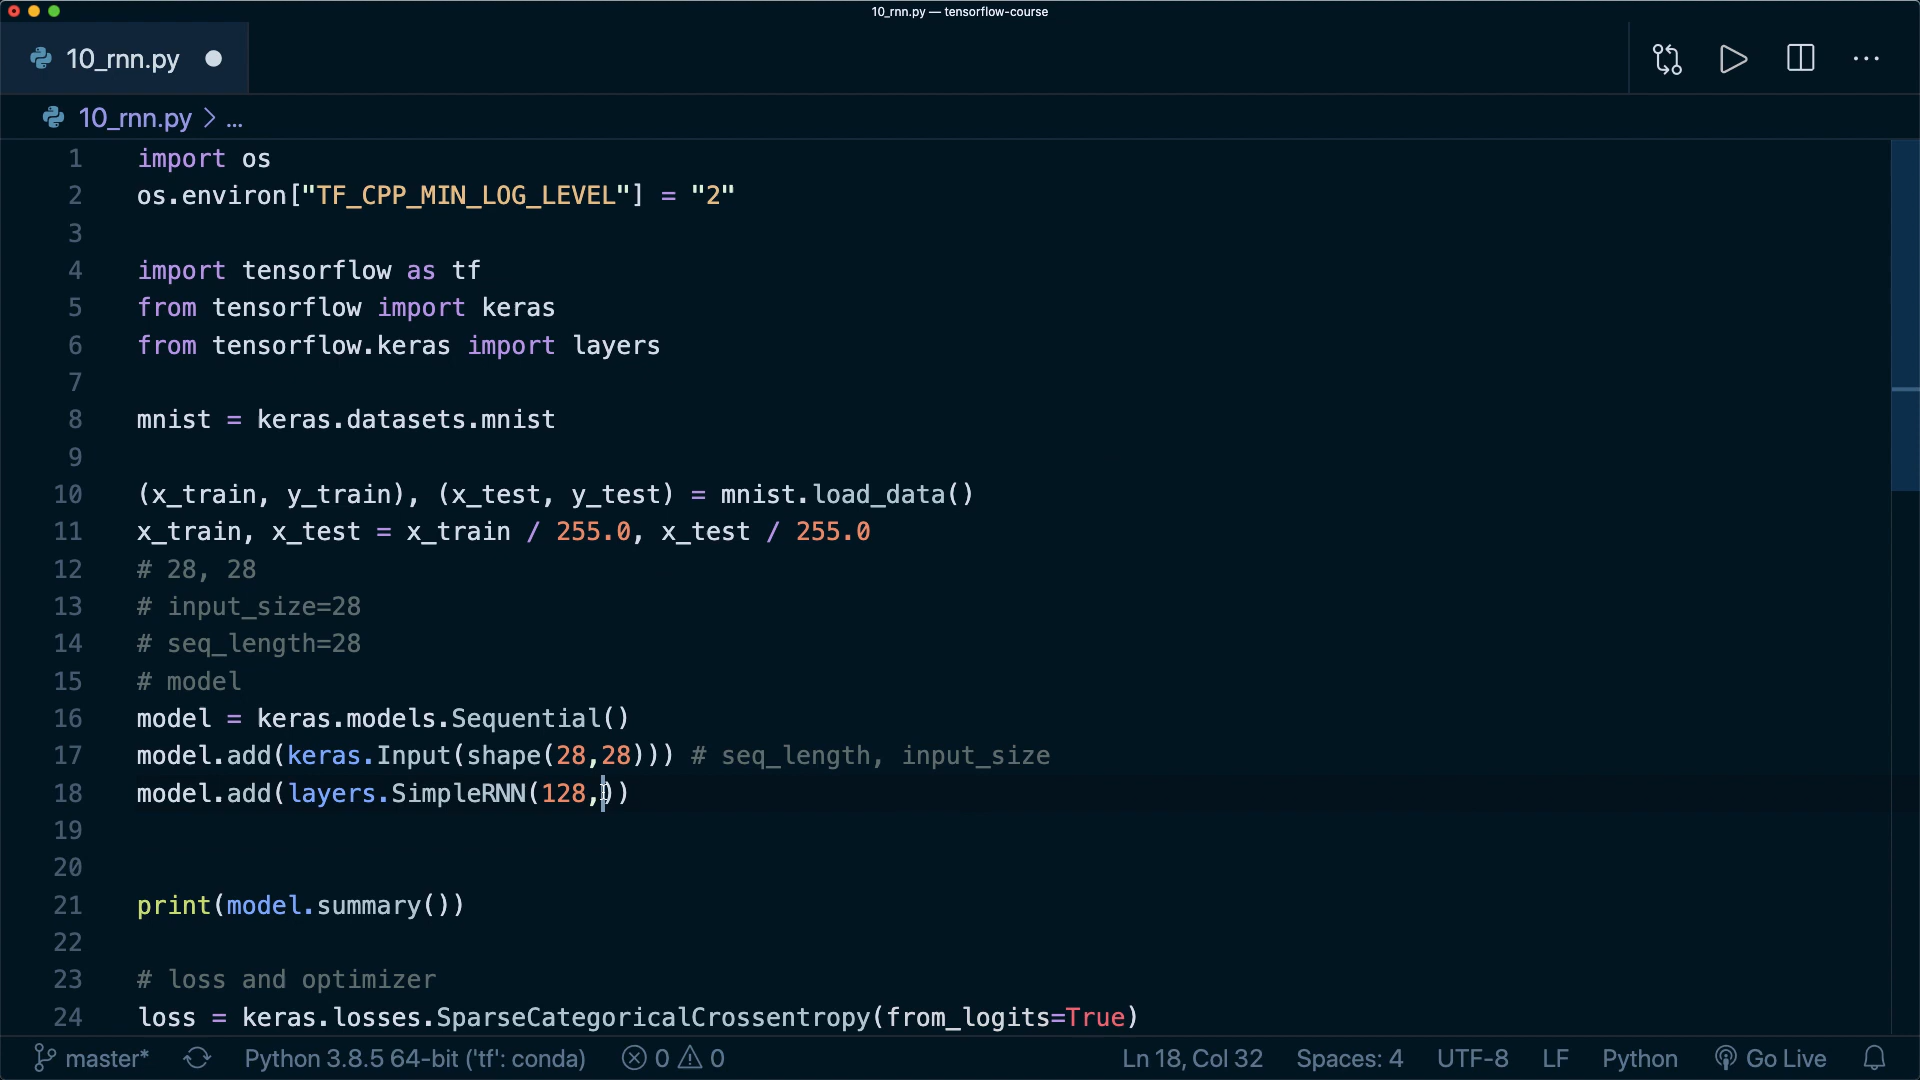 10_rnn.py — tensorflow-course
10_rnn.py
10_rnn.py > ...
1 import os
2 os.environ["TF_CPP_MIN_LOG_LEVEL"] = "2"
3
4 import tensorflow as tf
5 from tensorflow import keras
6 from tensorflow.keras import layers
7
8 mnist = keras.datasets.mnist
9
10 (x_train, y_train), (x_test, y_test) = mnist.load_data()
11 x_train, x_test = x_train / 255.0, x_test / 255.0
12 # 28, 28
13 # input_size=28
14 # seq_length=28
15 # model
16 model = keras.models.Sequential()
17 model.add(keras.Input(shape(28,28))) # seq_length, input_size
18 model.add(layers.SimpleRNN(128,))
19
20
21 print(model.summary())
22
23 # loss and optimizer
24 loss = keras.losses.SparseCategoricalCrossentropy(from_logits=True)
master* Python 3.8.5 64-bit ('tf': conda) 0 0 Ln 18, Col 32 Spaces: 4 UTF-8 LF Python Go Live